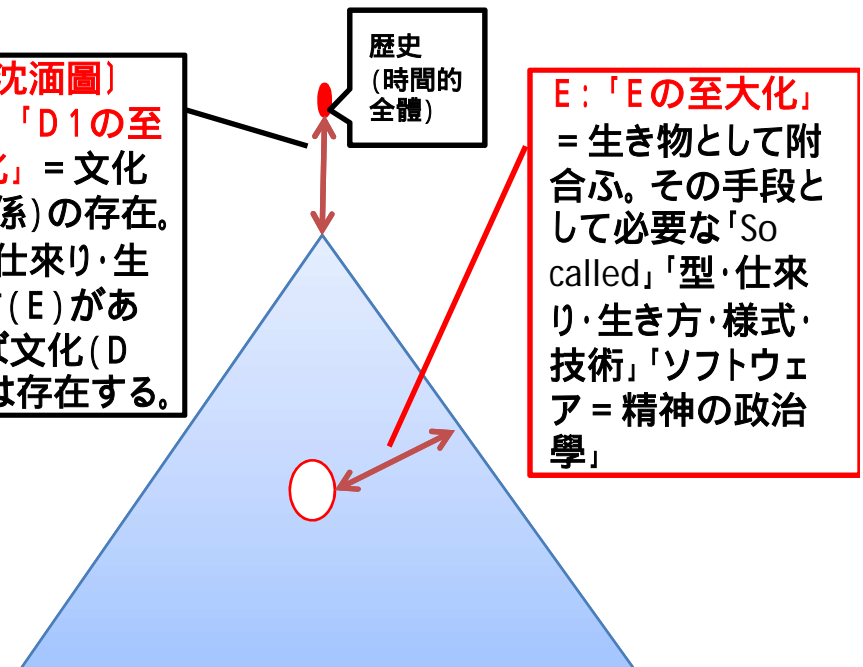 沈湎圖〕
「D1の至
化」=文化
係)の存在。
仕來り・生
(E)があ
ば文化(D
は存在する。
歴史
(時間的
全體)
E:「Eの至大化」
=生き物として附
合ふ。その手段と
して必要な「So
called」「型・仕來
り・生き方・樣式・
技術」「ソフトウェ
ア=精神の政治
學」